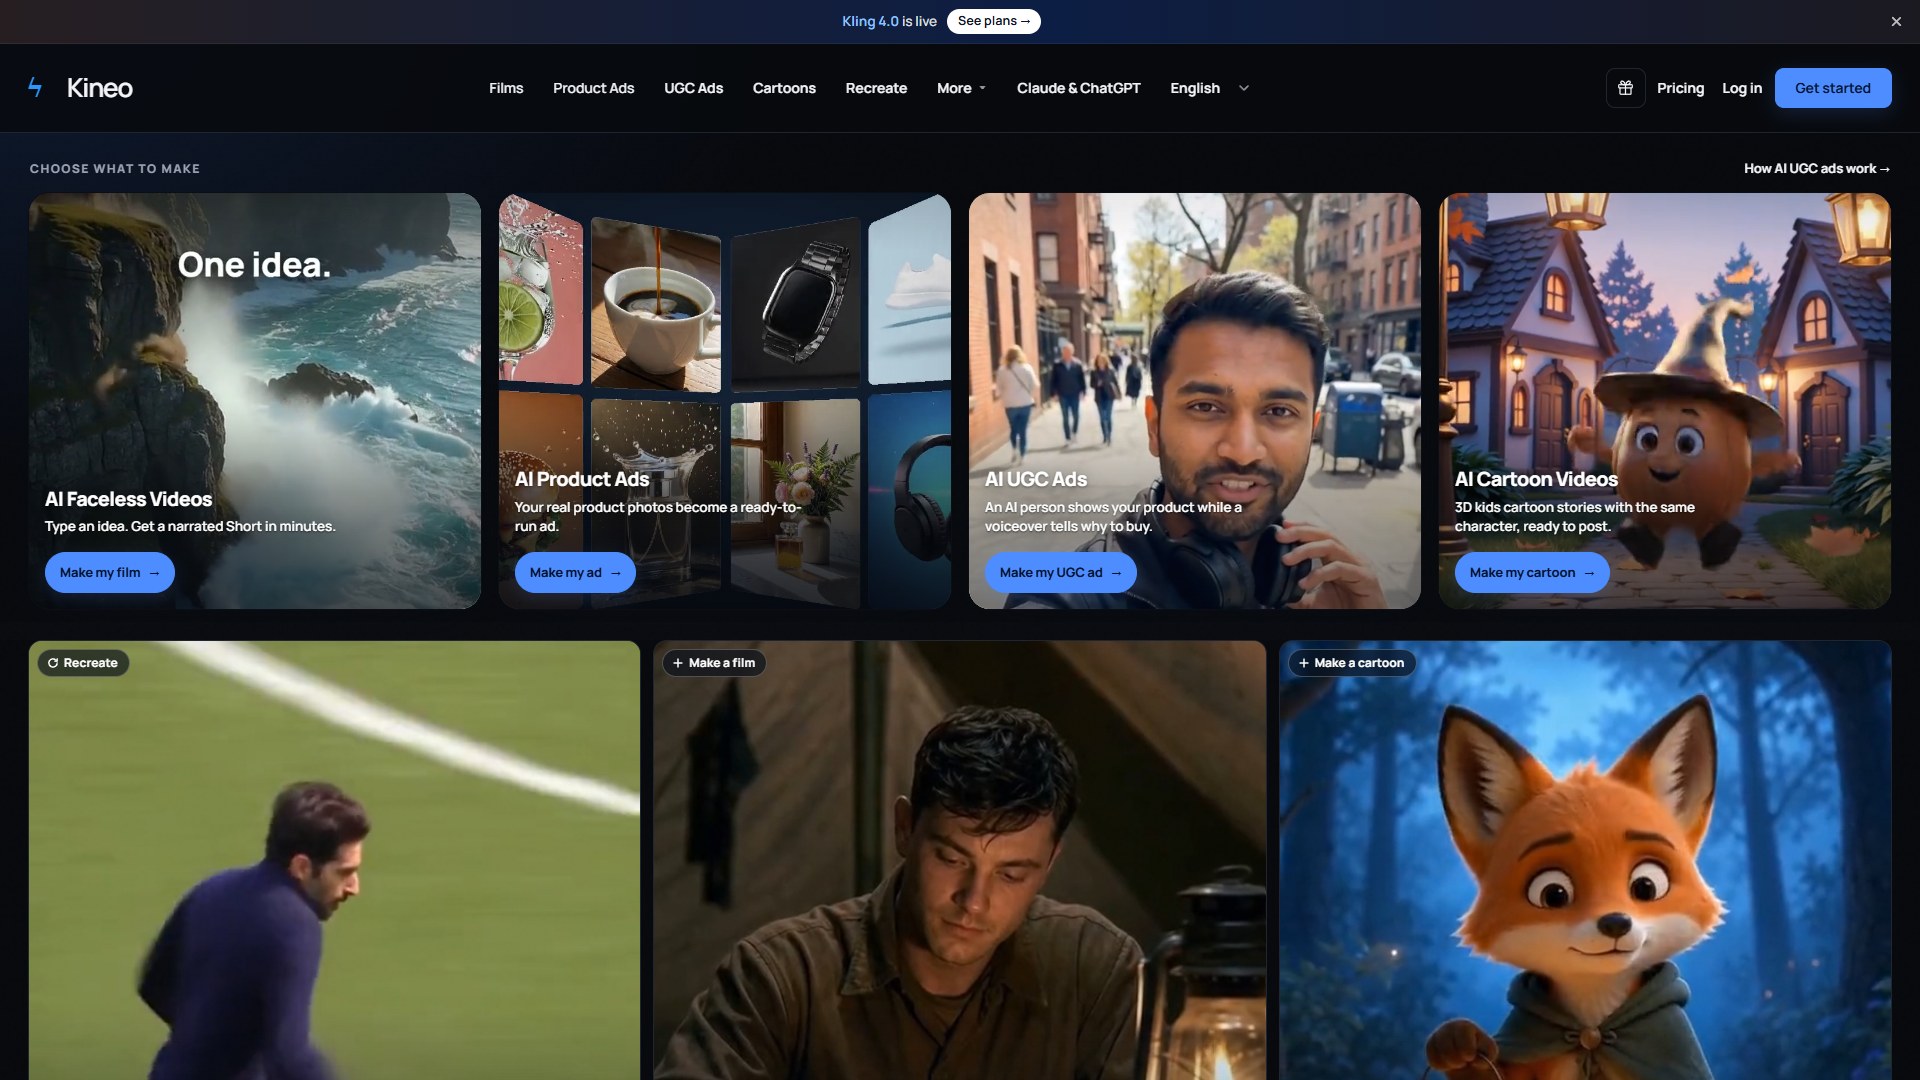 Kling 4.0 is live See plans →
Kineo
Films Product Ads UGC Ads Cartoons Recreate More Claude & ChatGPT English
Pricing Log in Get started
CHOOSE WHAT TO MAKE
How AI UGC ads work →
One idea.
AI Faceless Videos
Type an idea. Get a narrated Short in minutes.
Make my film →
AI Product Ads
Your real product photos become a ready-to-
run ad.
Make my ad →
AI UGC Ads
An AI person shows your product while a
voiceover tells why to buy.
Make my UGC ad →
AI Cartoon Videos
3D kids cartoon stories with the same
character, ready to post.
Make my cartoon →
Recreate
+ Make a film
+ Make a cartoon